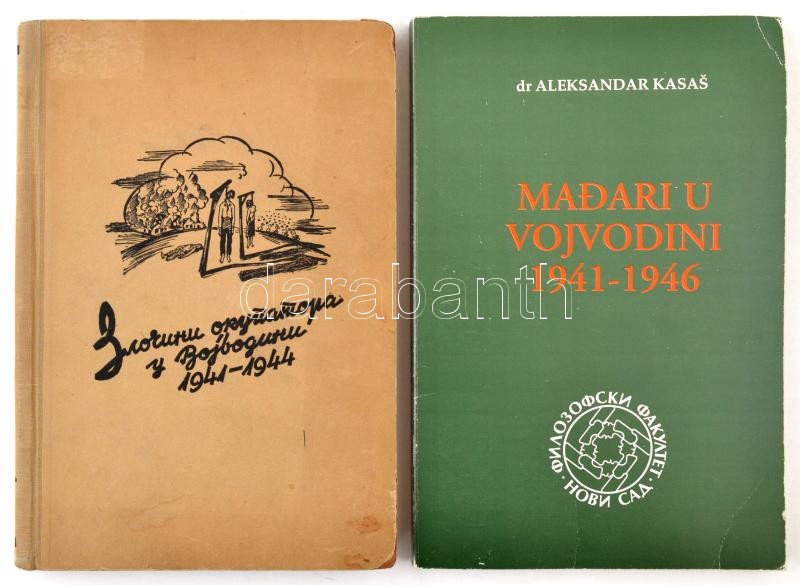 Злочини окупатора
у Војводини
1941-1944
dr ALEKSANDAR KASAŠ
MAĐARI U
VOJVODINI
1941-1946
ФИЛОЗОФСКИ ФАКУЛТЕТ
· НОВИ САД ·
darabanth